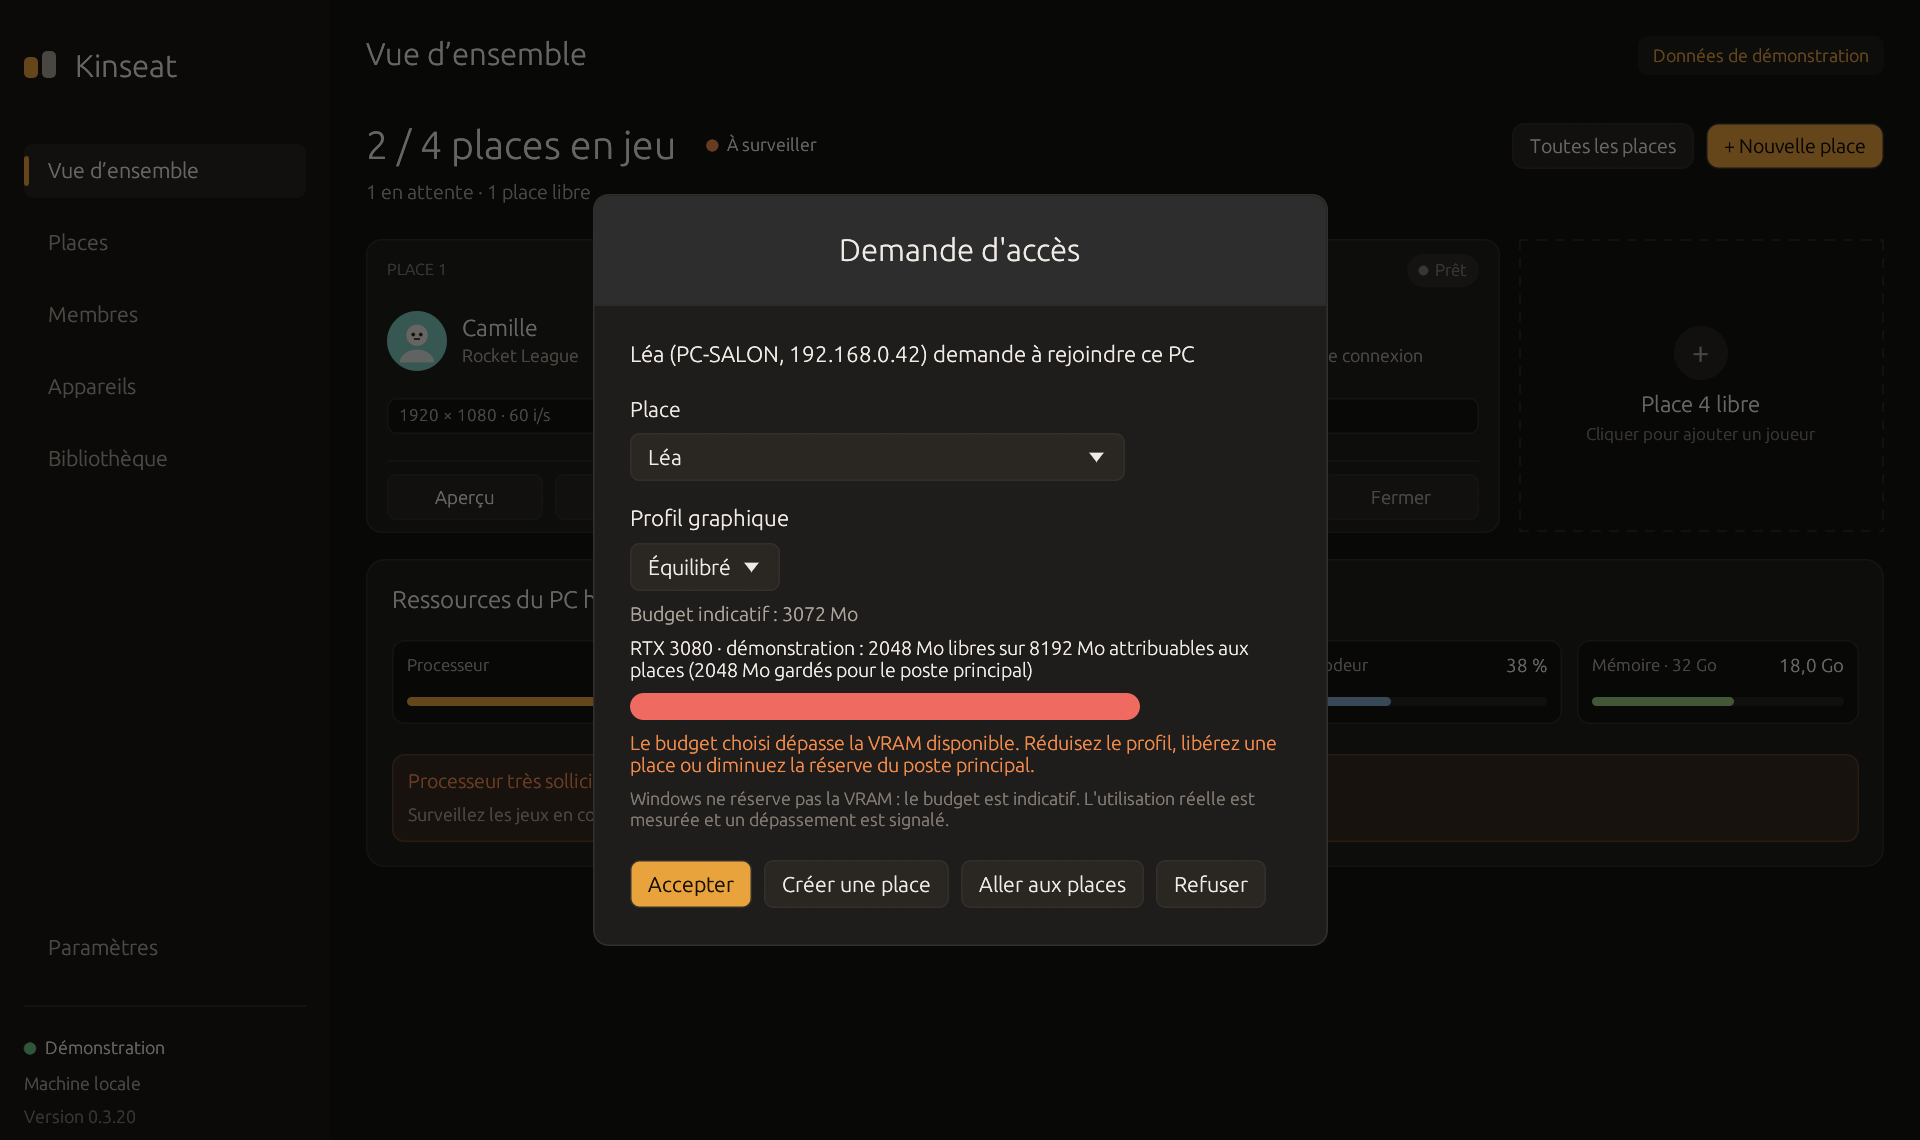 Kinseat
Vue d’ensemble
Places
Membres
Appareils
Bibliothèque
Paramètres
Démonstration
Machine locale
Version 0.3.20
Vue d’ensemble
Données de démonstration
2 / 4 places en jeu
À surveiller
1 en attente · 1 place libre
Toutes les places
+ Nouvelle place
PLACE 1
Camille
Rocket League
1920 × 1080 · 60 i/s
Aperçu
Prêt
connexion
Fermer
+
Place 4 libre
Cliquer pour ajouter un joueur
Ressources du PC
Processeur
38 %
Mémoire · 32 Go
18,0 Go
Processeur très
Surveillez les jeux en
Demande d'accès
Léa (PC-SALON, 192.168.0.42) demande à rejoindre ce PC
Place
Léa
Profil graphique
Équilibré
Budget indicatif : 3072 Mo
RTX 3080 · démonstration : 2048 Mo libres sur 8192 Mo attribuables aux
places (2048 Mo gardés pour le poste principal)
Le budget choisi dépasse la VRAM disponible. Réduisez le profil, libérez une
place ou diminuez la réserve du poste principal.
Windows ne réserve pas la VRAM : le budget est indicatif. L'utilisation réelle est
mesurée et un dépassement est signalé.
Accepter
Créer une place
Aller aux places
Refuser